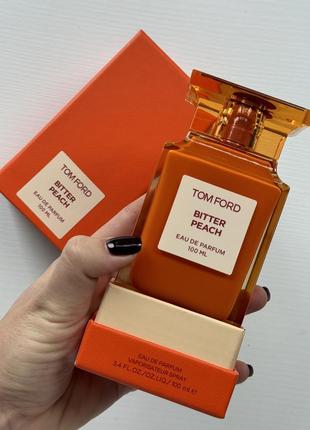 TOM FORD
BITTER
PEACH
EAU DE PARFUM
100 ML
TOM FORD
BITTER
PEACH
EAU DE PARFUM
100 ML
EAU DE PARFUM
VAPORISATEUR SPRAY
3.4 FL.OZ./OZ.LIQ./100 ml e